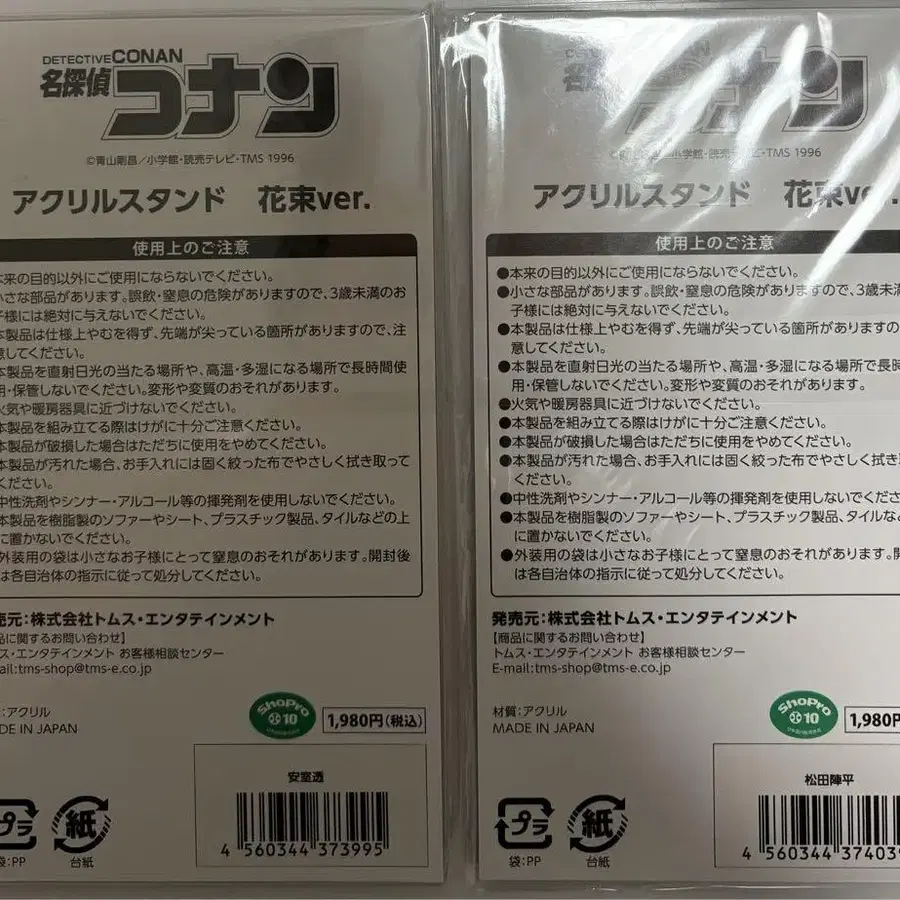 DETECTIVE CONAN
名探偵
コナン
©青山剛昌/小学館・読売テレビ・TMS 1996
アクリルスタンド 花束ver.
使用上のご注意
本来の目的以外にご使用にならないでください。
小さな部品があります。誤飲・窒息の危険がありますので、3歳未満のお
子様には絶対に与えないでください。
本製品は仕様上やむを得ず、先端が尖っている箇所がありますので、注
意してください。
本製品を直射日光の当たる場所や、高温・多湿になる場所で長時間使
用・保管しないでください。変形や変質のおそれがあります。
火気や暖房器具に近づけないでください。
本製品を組み立てる際はけがに十分ご注意ください。
本製品が破損した場合はただちに使用をやめてください。
本製品が汚れた場合、お手入れには固く絞った布でやさしく拭き取って
ください。
中性洗剤やシンナー・アルコール等の揮発剤を使用しないでください。
本製品を樹脂製のソファーやシート、プラスチック製品、タイルなどの上
に置かないでください。
外装用の袋は小さなお子様にとって窒息のおそれがあります。開封後
は各自治体の指示に従って処分してください。
売元:株式会社トムス・エンタテインメント
品に関するお問い合わせ】
ス・エンタテインメント お客様相談センター
ail:tms-shop@tms-e.co.jp
:アクリル
ADE IN JAPAN
ShoPro
10
1,980円(税込)
安室透
4 560344 373995
プラ
袋:PP
紙
台紙
名探偵
コナン
小学館・読売テレビ・TMS 1996
アクリルスタンド 花束ver.
使用上のご注意
●本来の目的以外にご使用にならないでください。
●小さな部品があります。誤飲・窒息の危険がありますので、3歳未満
子様には絶対に与えないでください。
●本製品は仕様上やむを得ず、先端が尖っている箇所がありますの
意してください。
●本製品を直射日光の当たる場所や、高温・多湿になる場所で長時
用・保管しないでください。変形や変質のおそれがあります。
●火気や暖房器具に近づけないでください。
●本製品を組み立てる際はけがに十分ご注意ください。
●本製品が破損した場合はただちに使用をやめてください。
●本製品が汚れた場合、お手入れには固く絞った布でやさしく拭き
ください。
●中性洗剤やシンナー・アルコール等の揮発剤を使用しないでくださ
●本製品を樹脂製のソファーやシート、プラスチック製品、タイルなど
に置かないでください。
●外装用の袋は小さなお子様にとって窒息のおそれがあります。開
は各自治体の指示に従って処分してください。
発売元:株式会社トムス・エンタテインメント
【商品に関するお問い合わせ】
トムス・エンタテインメント お客様相談センター
E-mail:tms-shop@tms-e.co.jp
材質:アクリル
MADE IN JAPAN
ShoPro
10
1,980円
松田陣平
4 560344 37403
プラ
袋:PP
紙
台紙